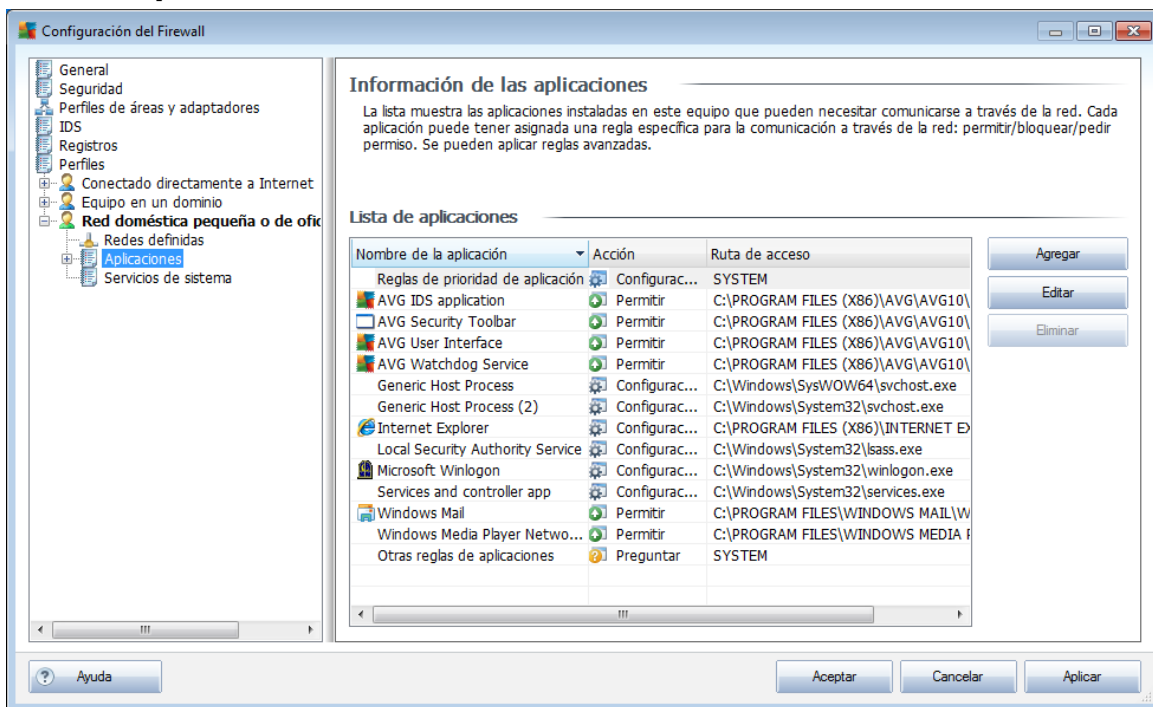 Configuración del Firewall
General
Seguridad
Perfiles de áreas y adaptadores
IDS
Registros
Perfiles
Conectado directamente a Internet
Equipo en un dominio
Red doméstica pequeña o de ofic
Redes definidas
Aplicaciones
Servicios de sistema
Información de las aplicaciones
La lista muestra las aplicaciones instaladas en este equipo que pueden necesitar comunicarse a través de la red. Cada
aplicación puede tener asignada una regla específica para la comunicación a través de la red: permitir/bloquear/pedir
permiso. Se pueden aplicar reglas avanzadas.
Lista de aplicaciones
Nombre de la aplicación Acción Ruta de acceso
Reglas de prioridad de aplicación Configurac... SYSTEM
AVG IDS application Permitir C:\PROGRAM FILES (X86)\AVG\AVG10\
AVG Security Toolbar Permitir C:\PROGRAM FILES (X86)\AVG\AVG10\
AVG User Interface Permitir C:\PROGRAM FILES (X86)\AVG\AVG10\
AVG Watchdog Service Permitir C:\PROGRAM FILES (X86)\AVG\AVG10\
Generic Host Process Configurac... C:\Windows\SysWOW64\svchost.exe
Generic Host Process (2) Configurac... C:\Windows\System32\svchost.exe
Internet Explorer Configurac... C:\PROGRAM FILES (X86)\INTERNET EX
Local Security Authority Service Configurac... C:\Windows\System32\lsass.exe
Microsoft Winlogon Configurac... C:\Windows\System32\winlogon.exe
Services and controller app Configurac... C:\Windows\System32\services.exe
Windows Mail Permitir C:\PROGRAM FILES\WINDOWS MAIL\W
Windows Media Player Netwo... Permitir C:\PROGRAM FILES\WINDOWS MEDIA P
Otras reglas de aplicaciones Preguntar SYSTEM
Agregar
Editar
Eliminar
Ayuda
Aceptar
Cancelar
Aplicar